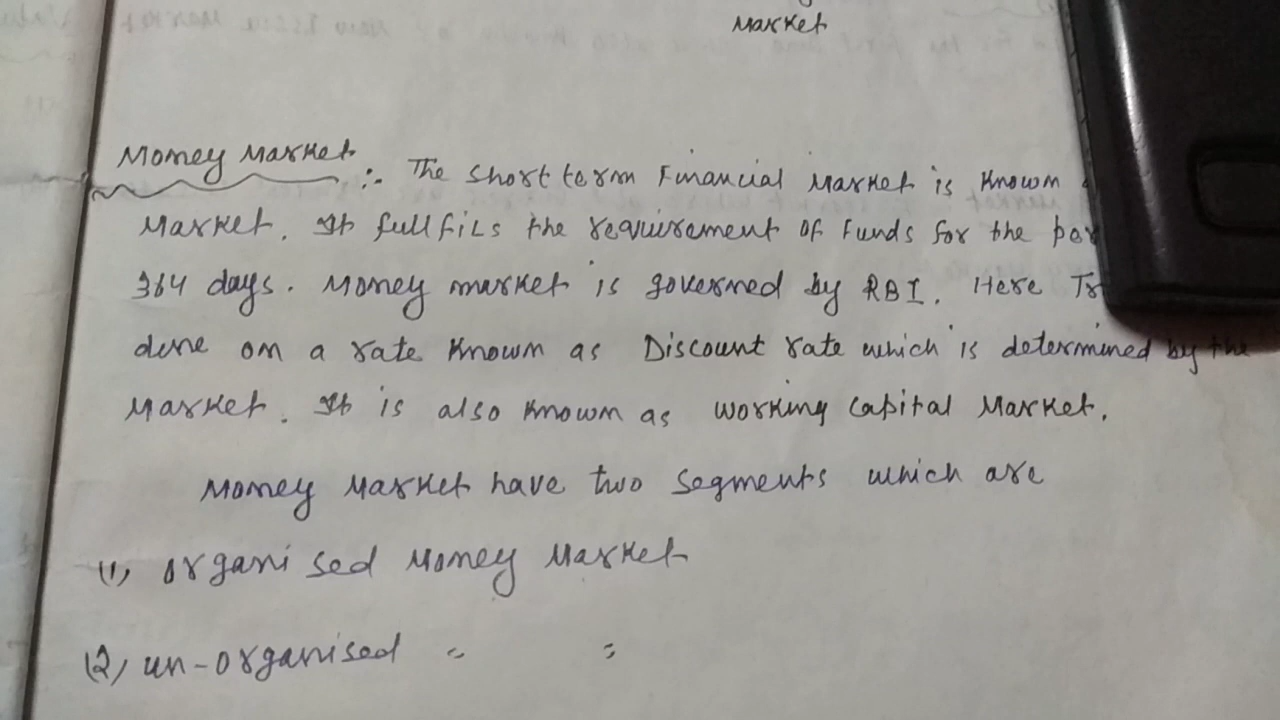 Market
Money Market :- The short term Financial Market is known
Market. It fullfils the requirement of Funds for the
364 days. Money market is governed by RBI. Here
done on a rate known as Discount rate which is determined by the
Market. It is also known as working capital Market.
Money Market have two segments which are
(1) organised Money Market
(2) un-organised " "